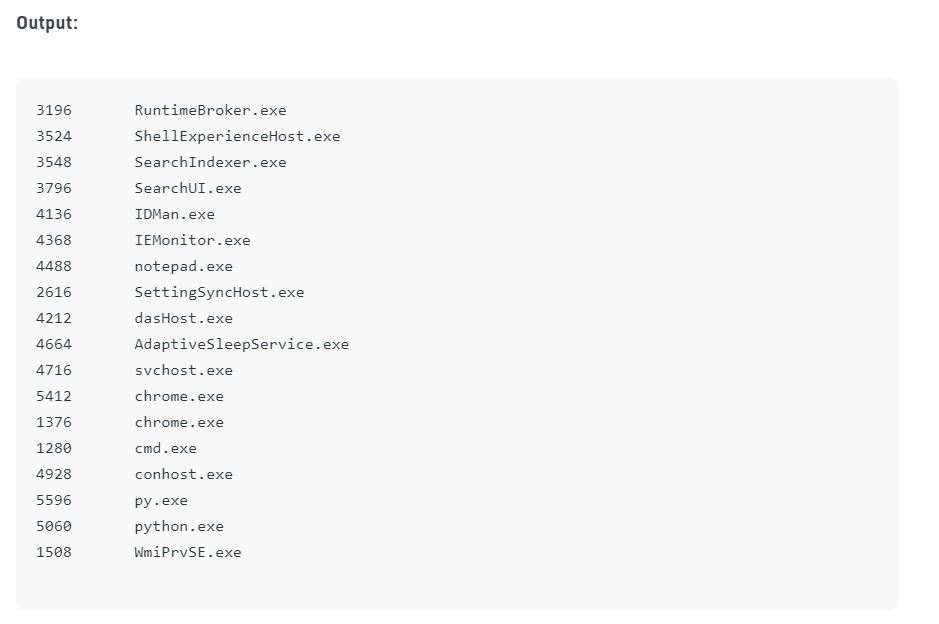 Output:
3196 RuntimeBroker.exe
3524 ShellExperienceHost.exe
3548 SearchIndexer.exe
3796 SearchUI.exe
4136 IDMan.exe
4368 IEMonitor.exe
4488 notepad.exe
2616 SettingSyncHost.exe
4212 dasHost.exe
4664 AdaptiveSleepService.exe
4716 svchost.exe
5412 chrome.exe
1376 chrome.exe
1280 cmd.exe
4928 conhost.exe
5596 py.exe
5060 python.exe
1508 WmiPrvSE.exe